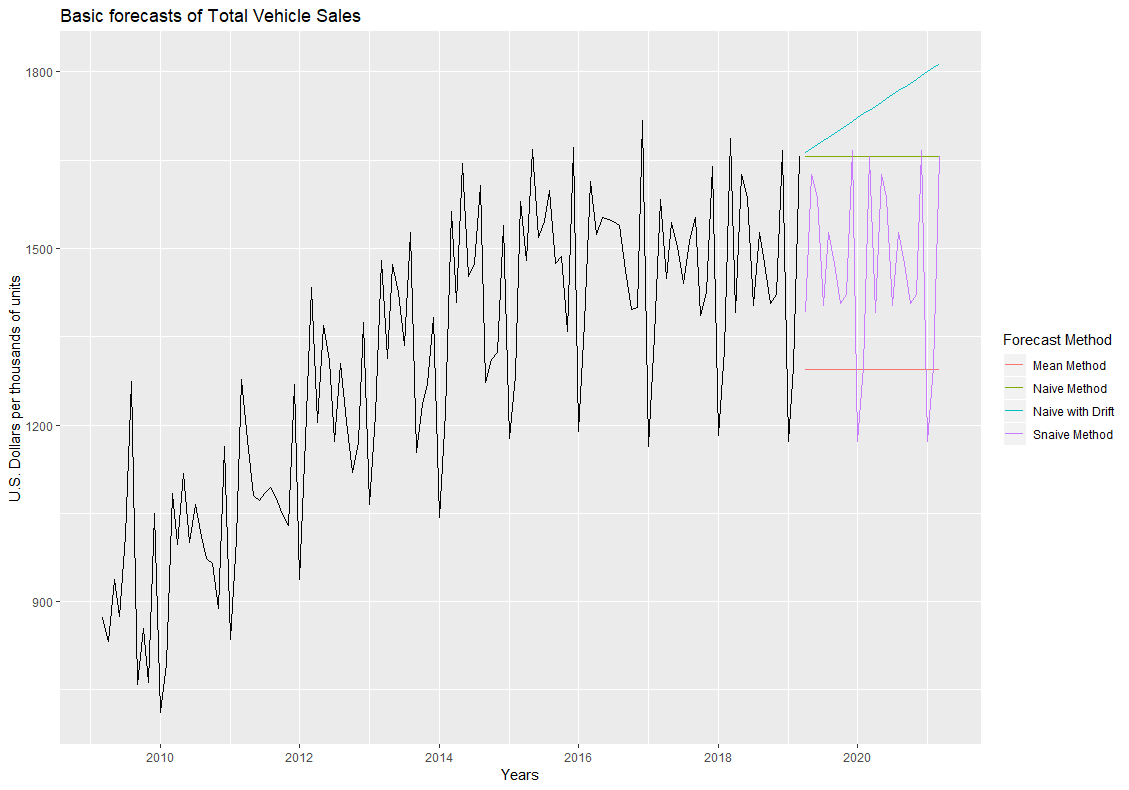 Basic forecasts of Total Vehicle Sales
1800
1500
1200
900
U.S. Dollars per thousands of units
2010 2012 2014 2016 2018 2020
Years
Forecast Method
Mean Method
Naive Method
Naive with Drift
Snaive Method